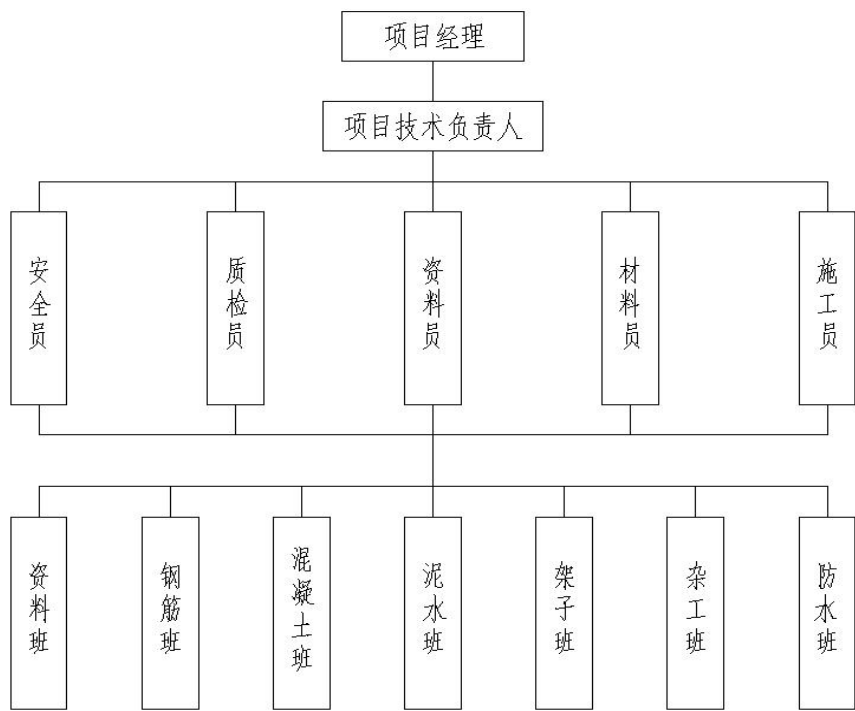 项目经理
项目技术负责人
安全员
质检员
资料员
材料员
施工员
资料班
钢筋班
混凝土班
泥水班
架子班
杂工班
防水班